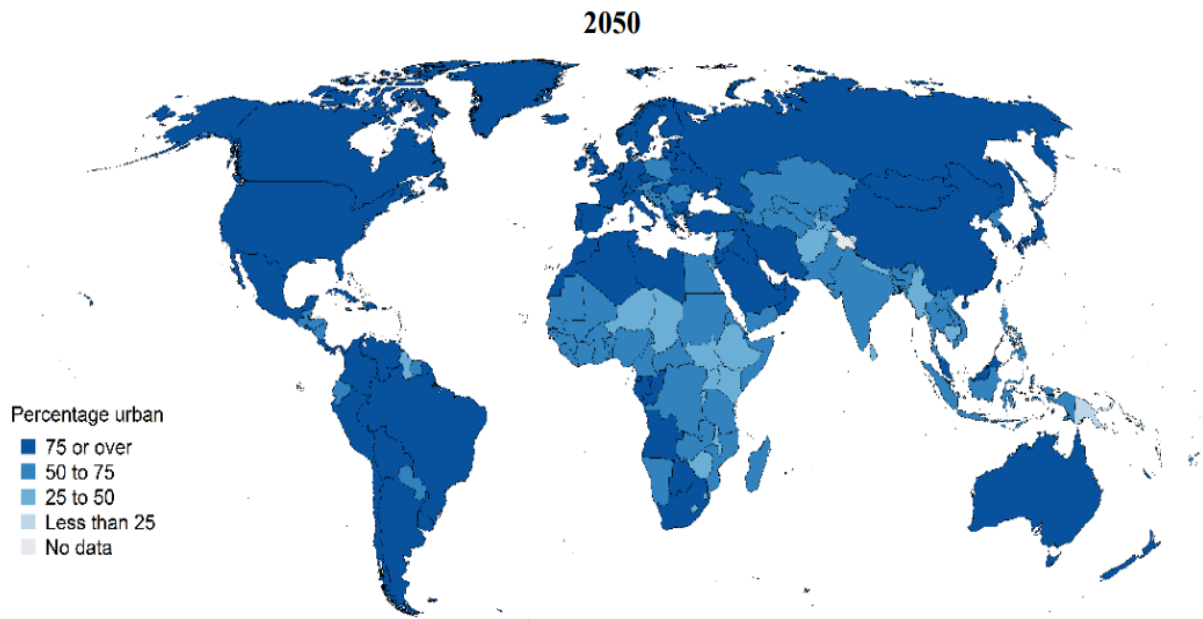 2050
Percentage urban
75 or over
50 to 75
25 to 50
Less than 25
No data